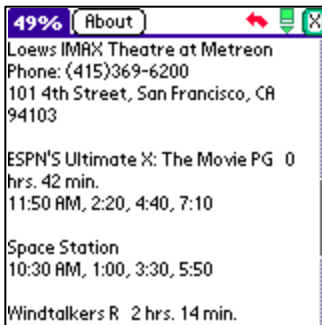 49% About
Loews IMAX Theatre at Metreon
Phone: (415)369-6200
101 4th Street, San Francisco, CA
94103
ESPN'S Ultimate X: The Movie PG 0
hrs. 42 min.
11:50 AM, 2:20, 4:40, 7:10
Space Station
10:30 AM, 1:00, 3:30, 5:50
Windtalkers R 2 hrs. 14 min.